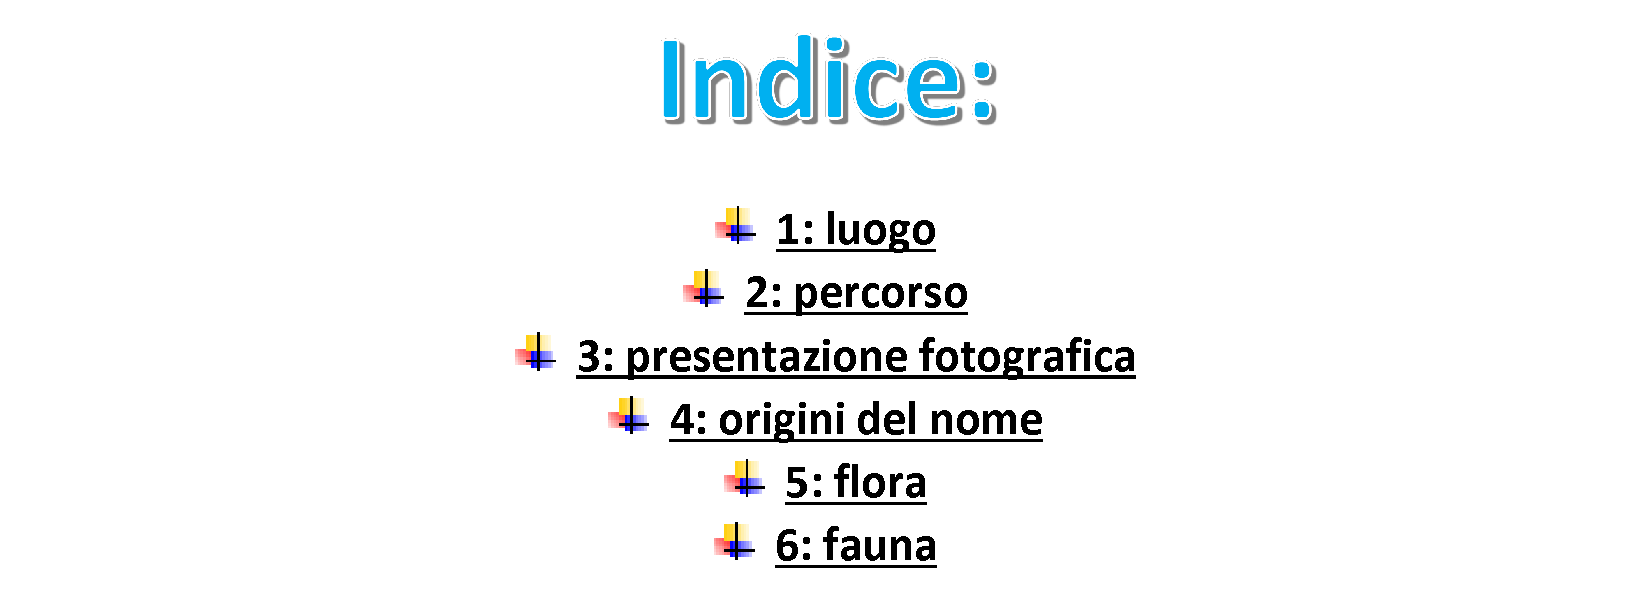 Indice:
1: luogo
2: percorso
3: presentazione fotografica
4: origini del nome
5: flora
6: fauna